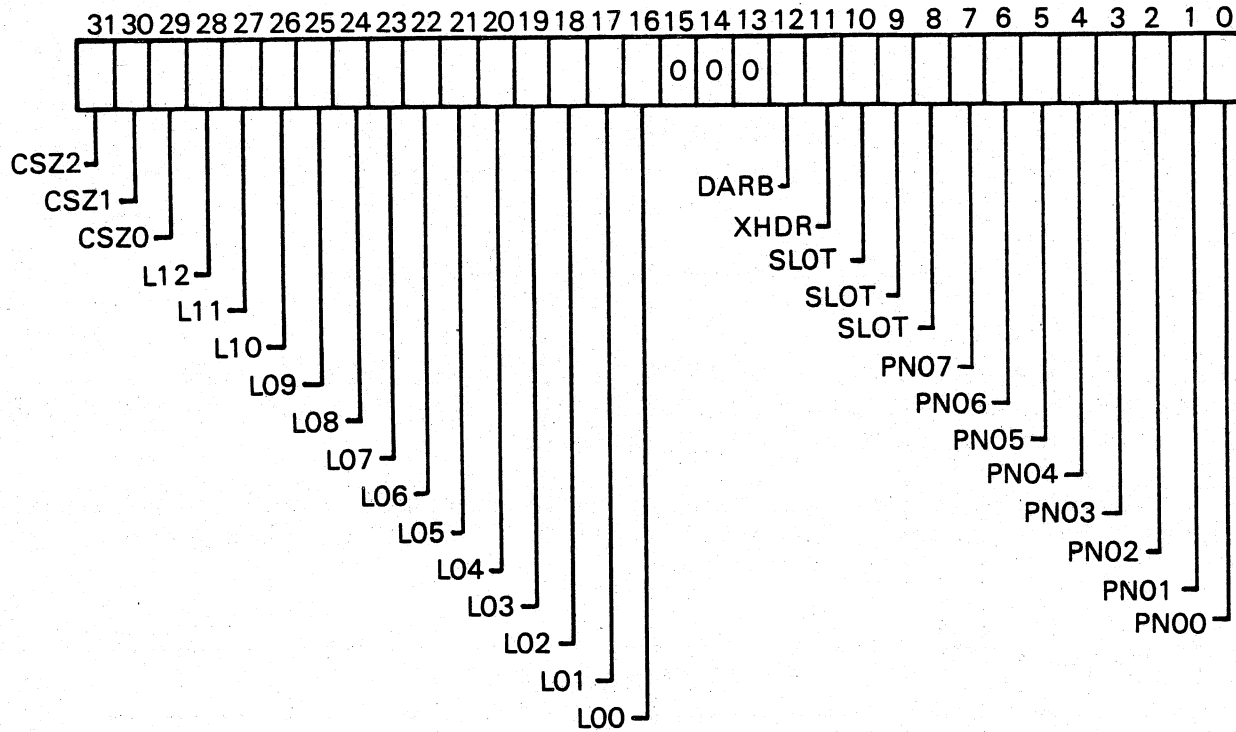 31 30 29 28 27 26 25 24 23 22 21 20 19 18 17 16 15 14 13 12 11 10 9 8 7 6 5 4 3 2 1 0
0 0 0
CSZ2
CSZ1
CSZ0
L12
L11
L10
L09
L08
L07
L06
L05
L04
L03
L02
L01
L00
DARB
XHDR
SLOT
SLOT
SLOT
PN07
PN06
PN05
PN04
PN03
PN02
PN01
PN00